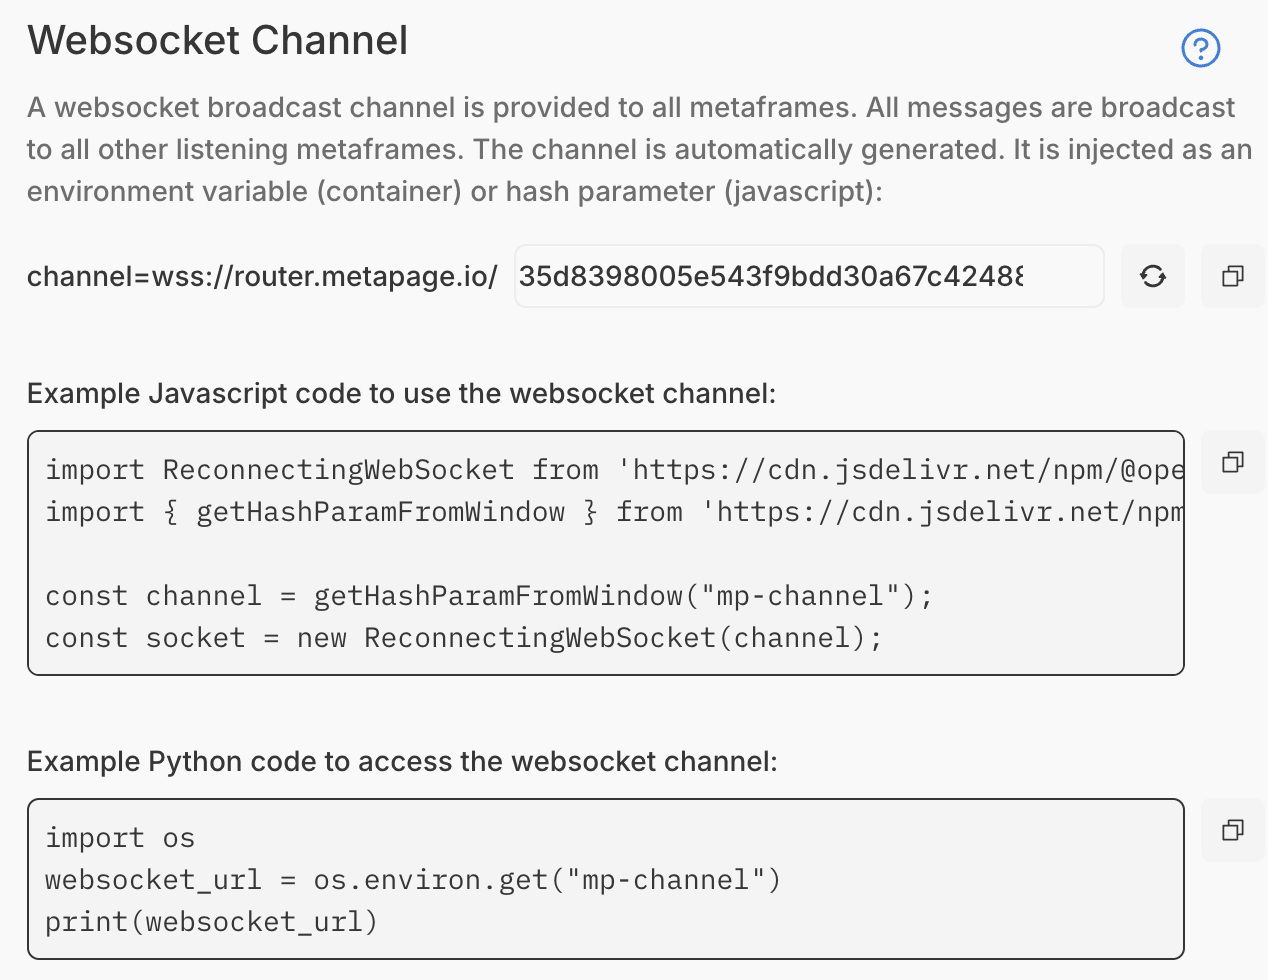 Websocket Channel
A websocket broadcast channel is provided to all metaframes. All messages are broadcast
to all other listening metaframes. The channel is automatically generated. It is injected as an
environment variable (container) or hash parameter (javascript):
channel=wss://router.metapage.io/ 35d8398005e543f9bdd30a67c42488
Example Javascript code to use the websocket channel:
import ReconnectingWebSocket from 'https://cdn.jsdelivr.net/npm/@ope
import { getHashParamFromWindow } from 'https://cdn.jsdelivr.net/npm
const channel = getHashParamFromWindow("mp-channel");
const socket = new ReconnectingWebSocket(channel);
Example Python code to access the websocket channel:
import os
websocket_url = os.environ.get("mp-channel")
print(websocket_url)